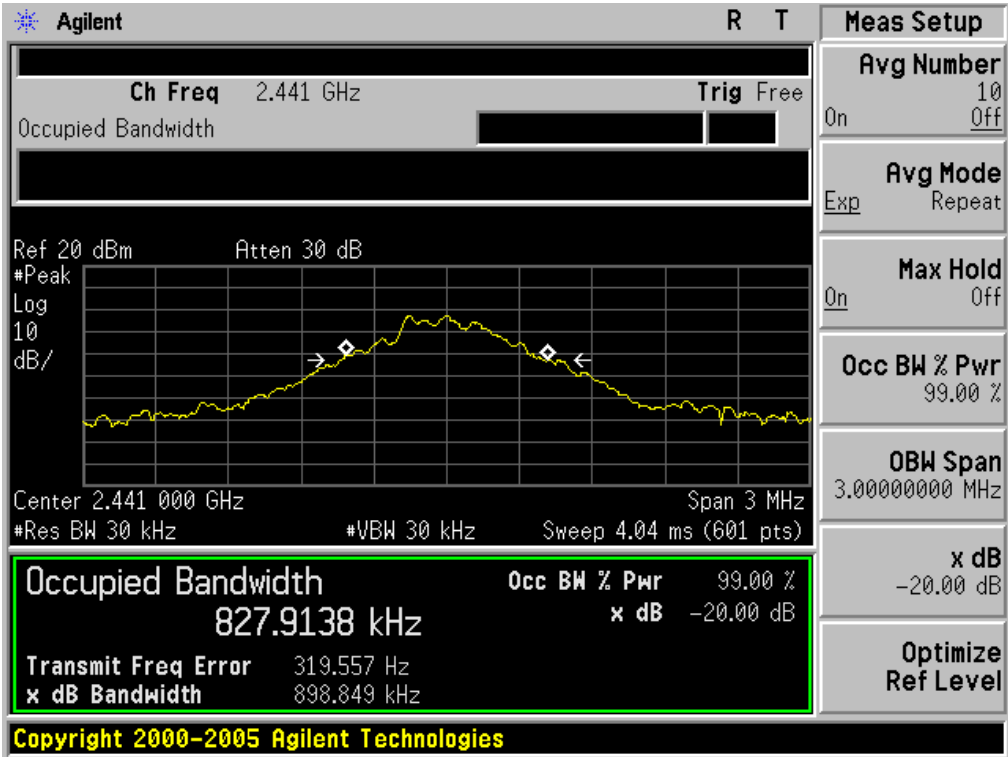 Agilent R T
Ch Freq 2.441 GHz Trig Free
Occupied Bandwidth
Ref 20 dBm Atten 30 dB
#Peak
Log
10
dB/
Center 2.441 000 GHz Span 3 MHz
#Res BW 30 kHz #VBW 30 kHz Sweep 4.04 ms (601 pts)
Occupied Bandwidth Occ BW % Pwr 99.00 %
827.9138 kHz x dB -20.00 dB
Transmit Freq Error 319.557 Hz
x dB Bandwidth 898.849 kHz
Copyright 2000-2005 Agilent Technologies
Meas Setup
Avg Number
10
On Off
Avg Mode
Exp Repeat
Max Hold
On Off
Occ BW % Pwr
99.00 %
OBW Span
3.00000000 MHz
x dB
-20.00 dB
Optimize
Ref Level